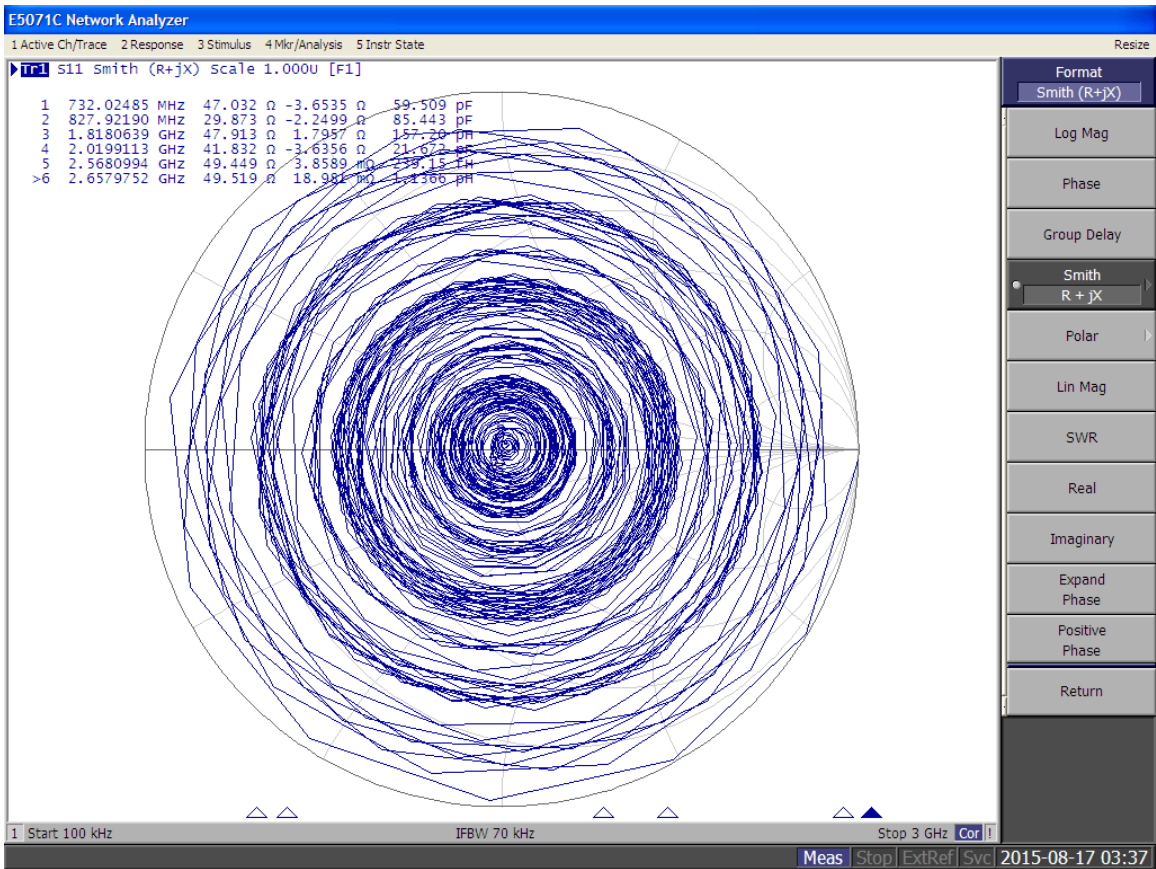 E5071C Network Analyzer
1 Active Ch/Trace 2 Response 3 Stimulus 4 Mkr/Analysis 5 Instr State Resize
Tr1 S11 Smith (R+jX) Scale 1.000U [F1]
1 732.02485 MHz 47.032 Ω -3.6535 Ω 59.509 pF
2 827.92190 MHz 29.873 Ω -2.2499 Ω 85.443 pF
3 1.8180639 GHz 47.913 Ω 1.7957 Ω 157.20 pH
4 2.0199113 GHz 41.832 Ω -3.6356 Ω 21.672 pF
5 2.5680994 GHz 49.449 Ω 3.8589 mΩ 239.15 fH
>6 2.6579752 GHz 49.519 Ω 18.981 mΩ 1.1366 pH
Format
Smith (R+jX)
Log Mag
Phase
Group Delay
Smith
R + jX
Polar
Lin Mag
SWR
Real
Imaginary
Expand
Phase
Positive
Phase
Return
1 Start 100 kHz IFBW 70 kHz Stop 3 GHz Cor !
Meas Stop ExtRef Svc 2015-08-17 03:37